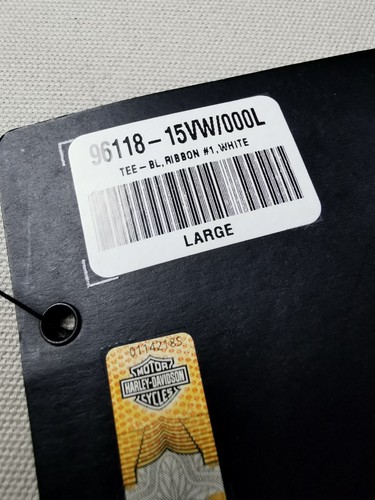 96118-15VW/000L
TEE-BL,RIBBON #1,WHITE
LARGE
01142185
MOTOR
HARLEY-DAVIDSON
CYCLES